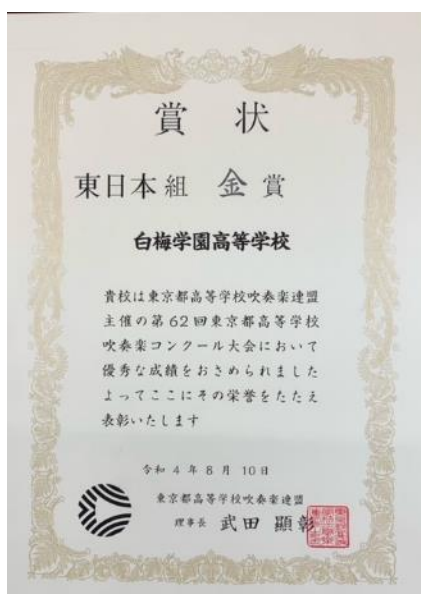 賞 状
東日本組 金賞
白梅学園高等学校
貴校は東京都高等学校吹奏楽連盟
主催の第62回東京都高等学校
吹奏楽コンクール大会において
優秀な成績をおさめられました
よってここにその栄誉をたたえ
表彰いたします
令和4年8月10日
東京都高等学校吹奏楽連盟
理事長 武田 顕彰